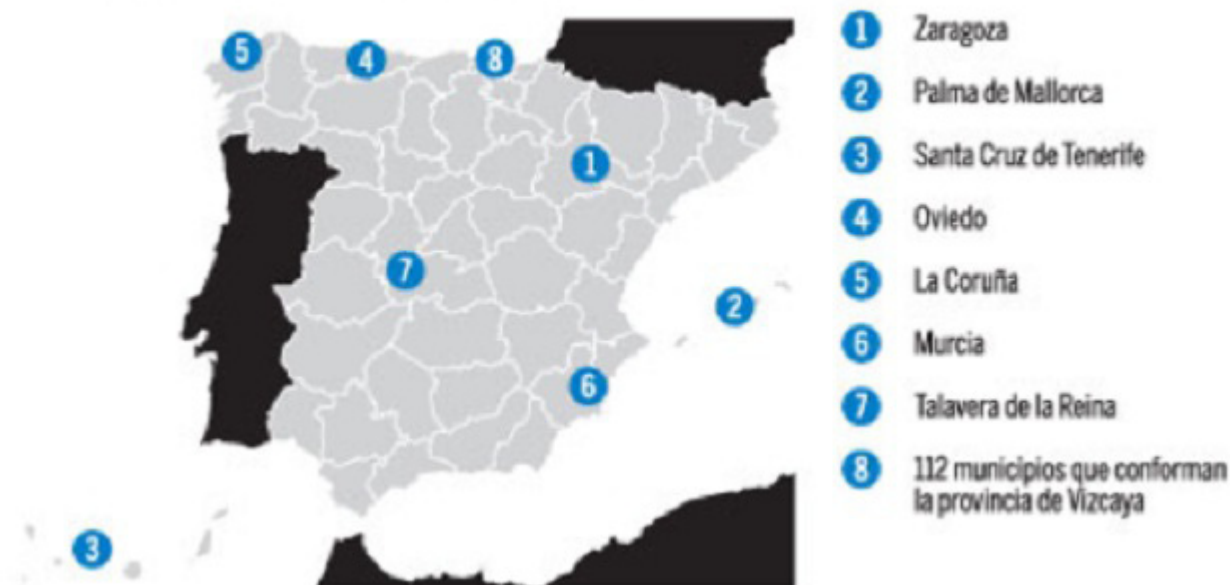 5
4
8
1
7
2
6
3
1 Zaragoza
2 Palma de Mallorca
3 Santa Cruz de Tenerife
4 Oviedo
5 La Coruña
6 Murcia
7 Talavera de la Reina
8 112 municipios que conforman
la provincia de Vizcaya